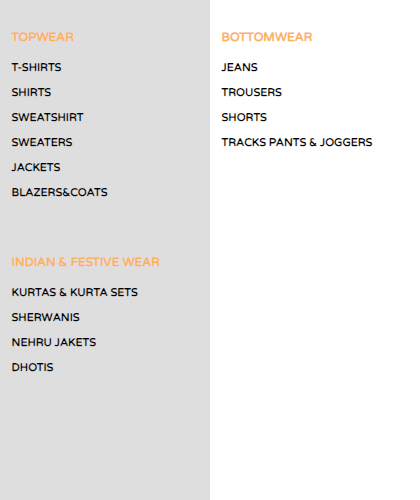 TOPWEAR
T-SHIRTS
SHIRTS
SWEATSHIRT
SWEATERS
JACKETS
BLAZERS&COATS
INDIAN & FESTIVE WEAR
KURTAS & KURTA SETS
SHERWANIS
NEHRU JAKETS
DHOTIS
BOTTOMWEAR
JEANS
TROUSERS
SHORTS
TRACKS PANTS & JOGGERS